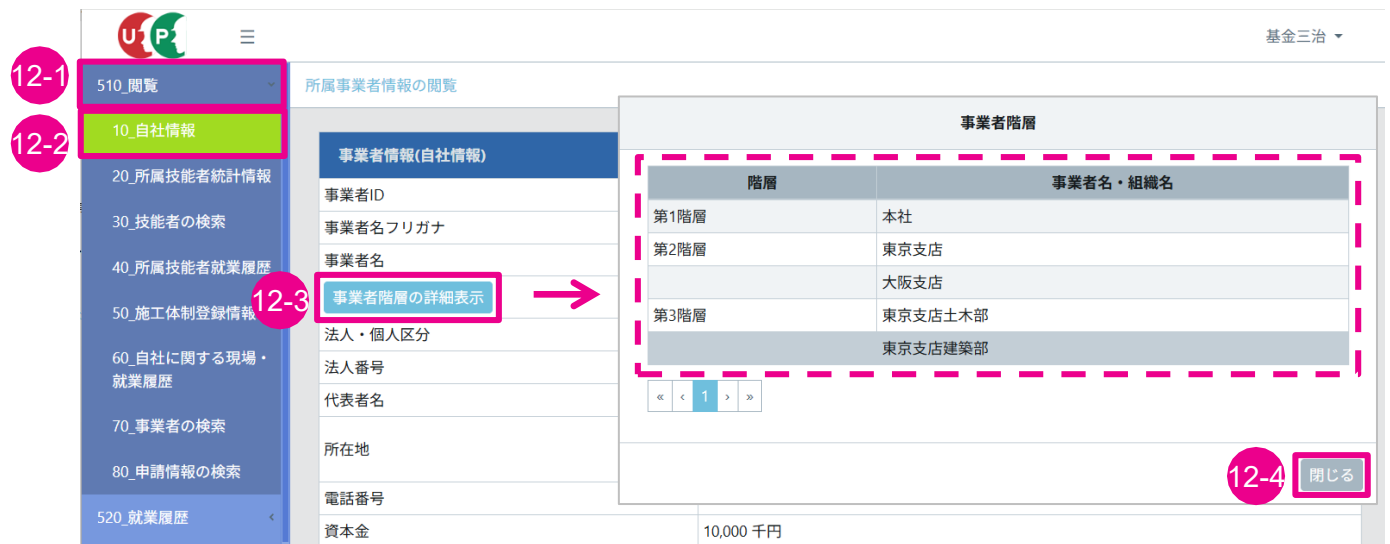 U P
基金三治
12-1
510_閲覧
所属事業者情報の閲覧
12-2
10_自社情報
20_所属技能者統計情報
30_技能者の検索
40_所属技能者就業履歴
50_施工体制登録情報
60_自社に関する現場・
就業履歴
70_事業者の検索
80_申請情報の検索
520_就業履歴
事業者情報(自社情報)
事業者ID
事業者名フリガナ
事業者名
12-3
事業者階層の詳細表示
法人・個人区分
法人番号
代表者名
所在地
電話番号
資本金
10,000 千円
事業者階層
階層 事業者名・組織名
第1階層 本社
第2階層 東京支店
大阪支店
第3階層 東京支店土木部
東京支店建築部
« ‹ 1 › »
12-4
閉じる